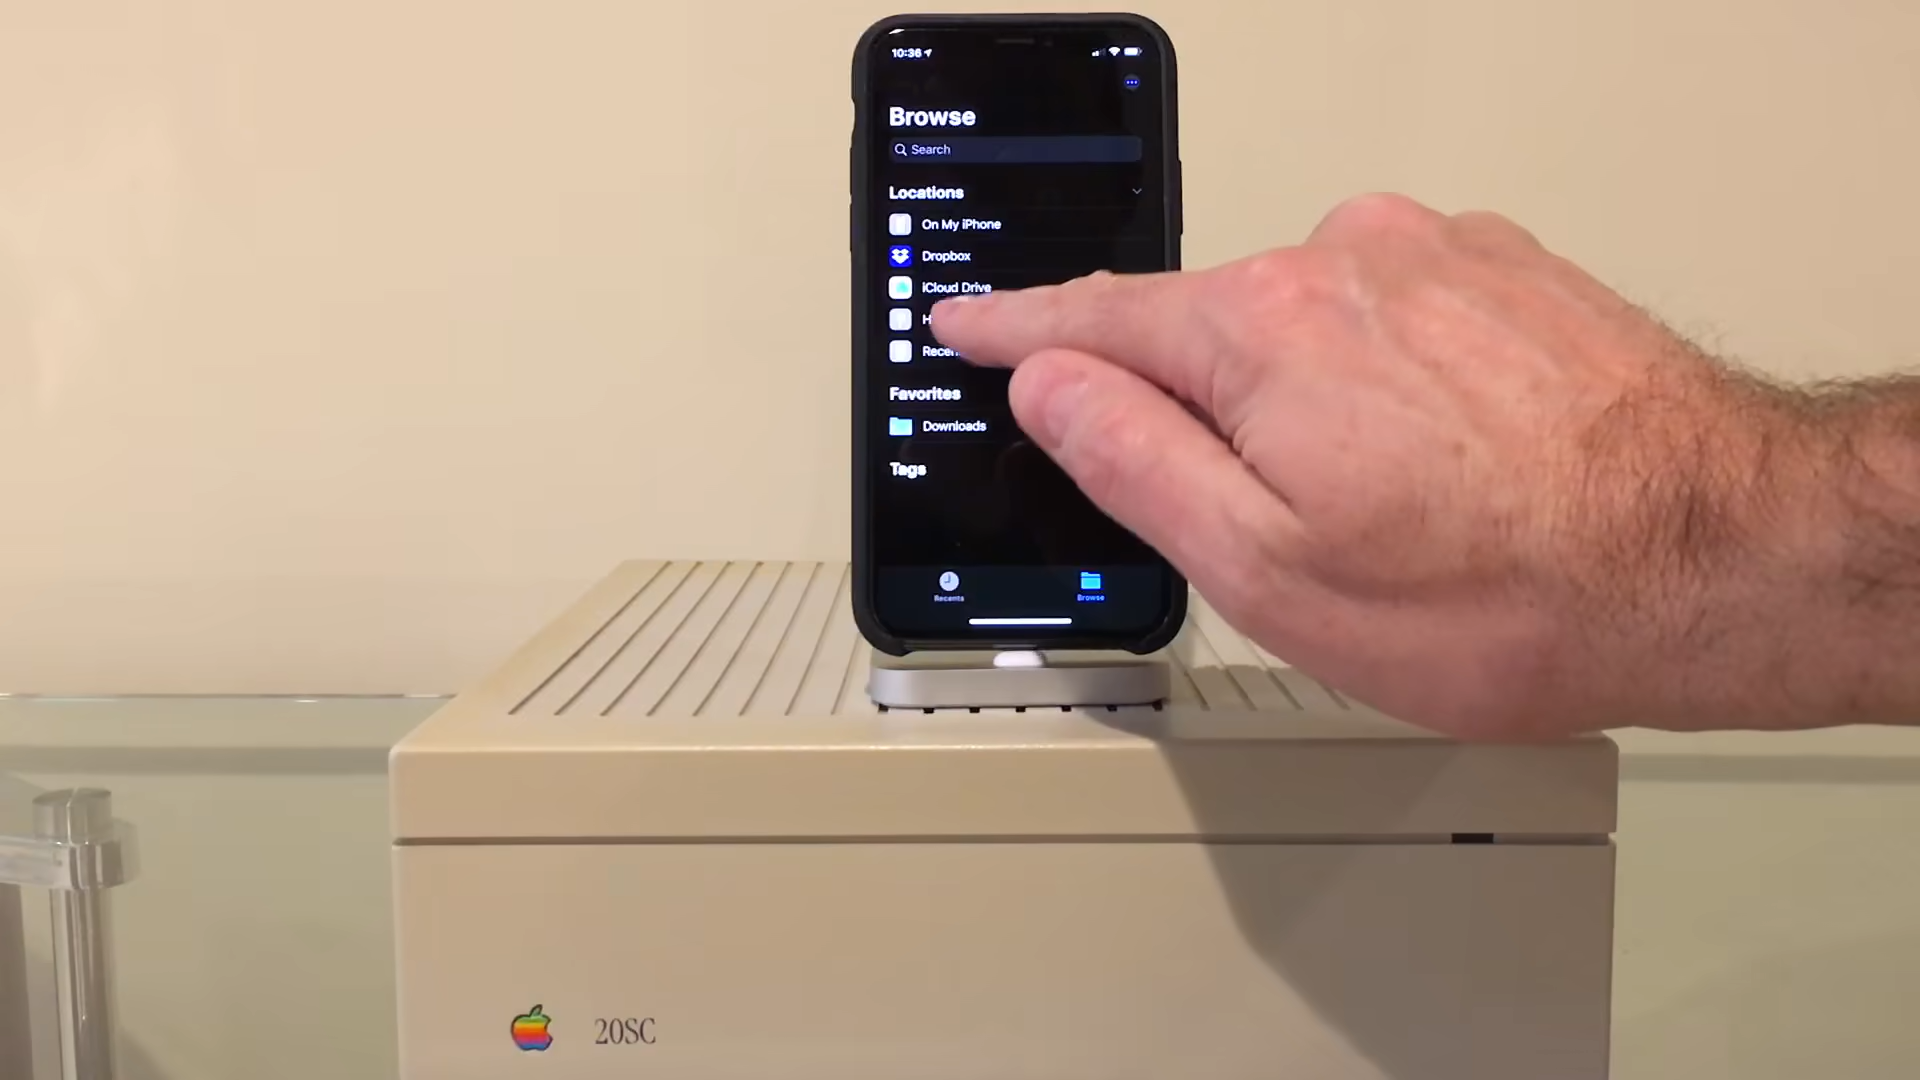 10:36
Browse
Search
Locations
On My iPhone
Dropbox
iCloud Drive
Favorites
Downloads
Tags
Recents
Browse
20SC